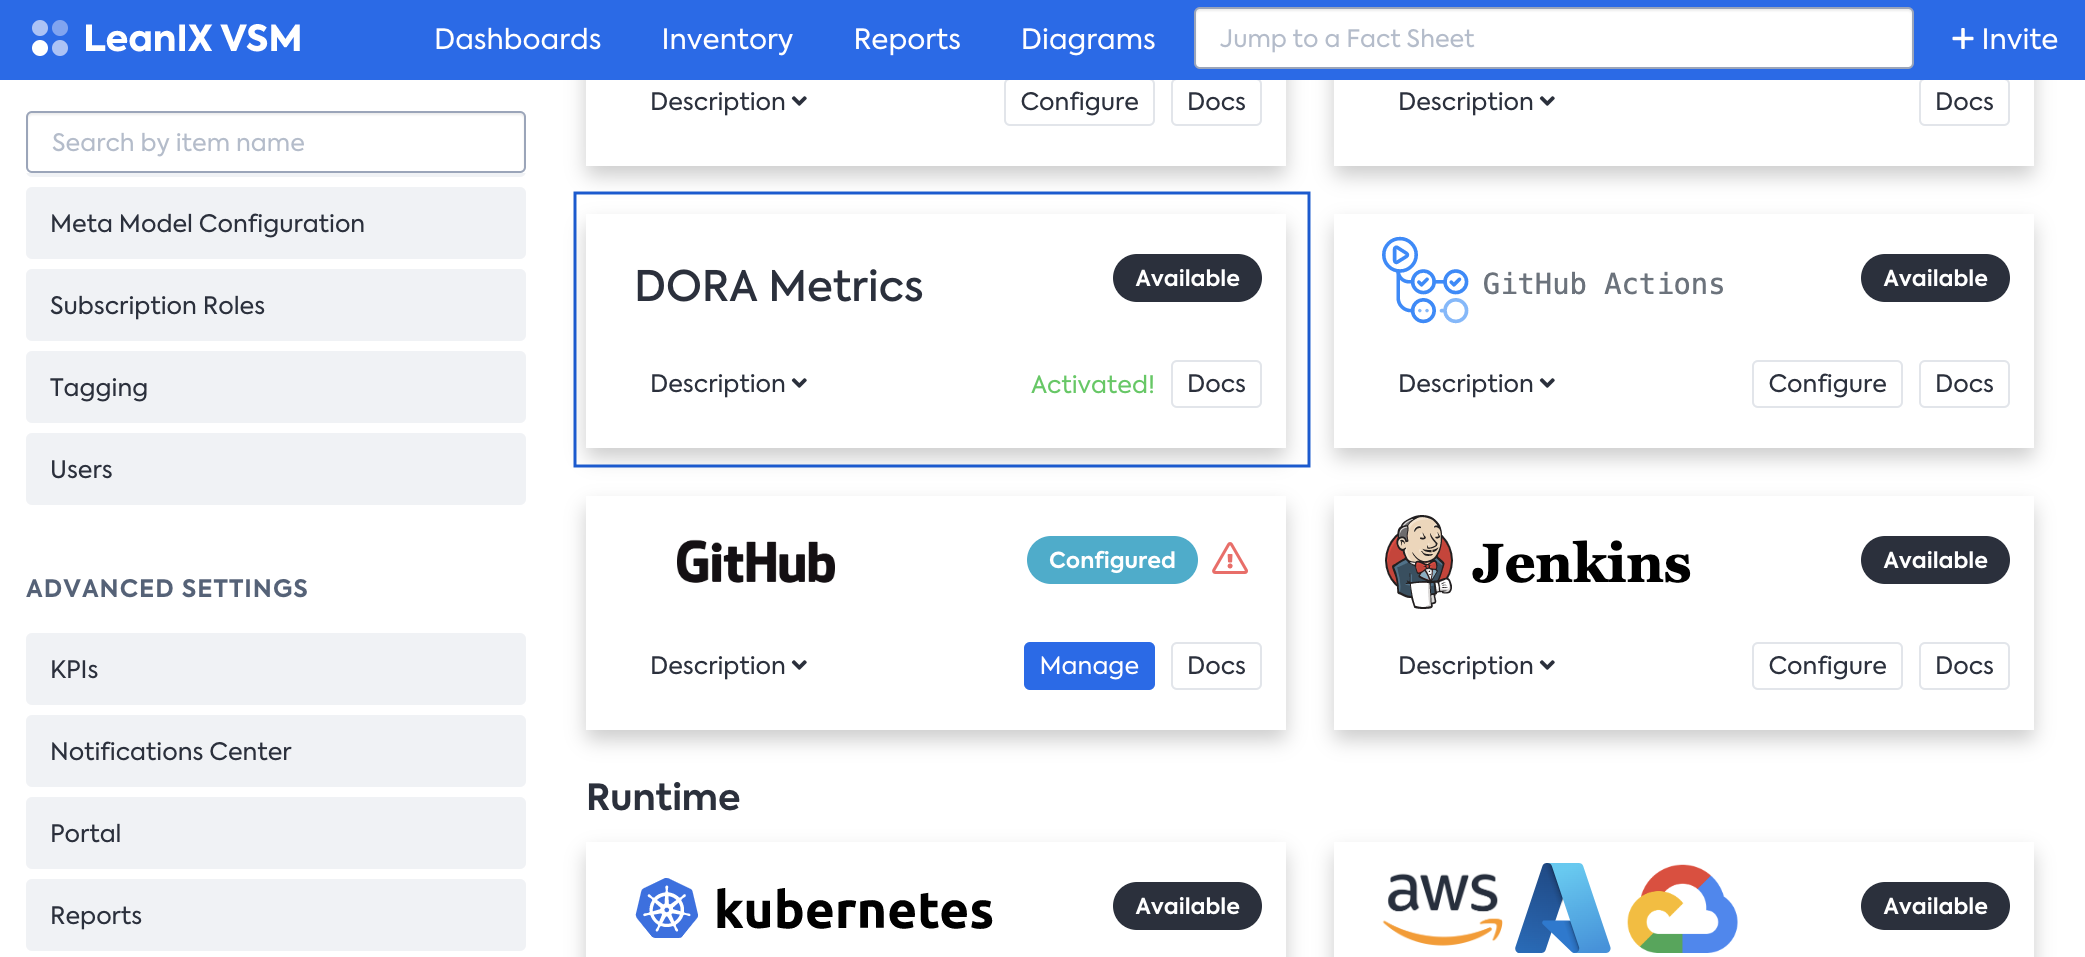 LeanIX VSM
Dashboards
Inventory
Reports
Diagrams
Jump to a Fact Sheet
+ Invite
Search by item name
Meta Model Configuration
Subscription Roles
Tagging
Users
ADVANCED SETTINGS
KPIs
Notifications Center
Portal
Reports
Description
Configure
Docs
Description
Docs
DORA Metrics
Available
Description
Activated!
Docs
GitHub Actions
Available
Description
Configure
Docs
GitHub
Configured
Description
Manage
Docs
Jenkins
Available
Description
Configure
Docs
Runtime
kubernetes
Available
aws
Available